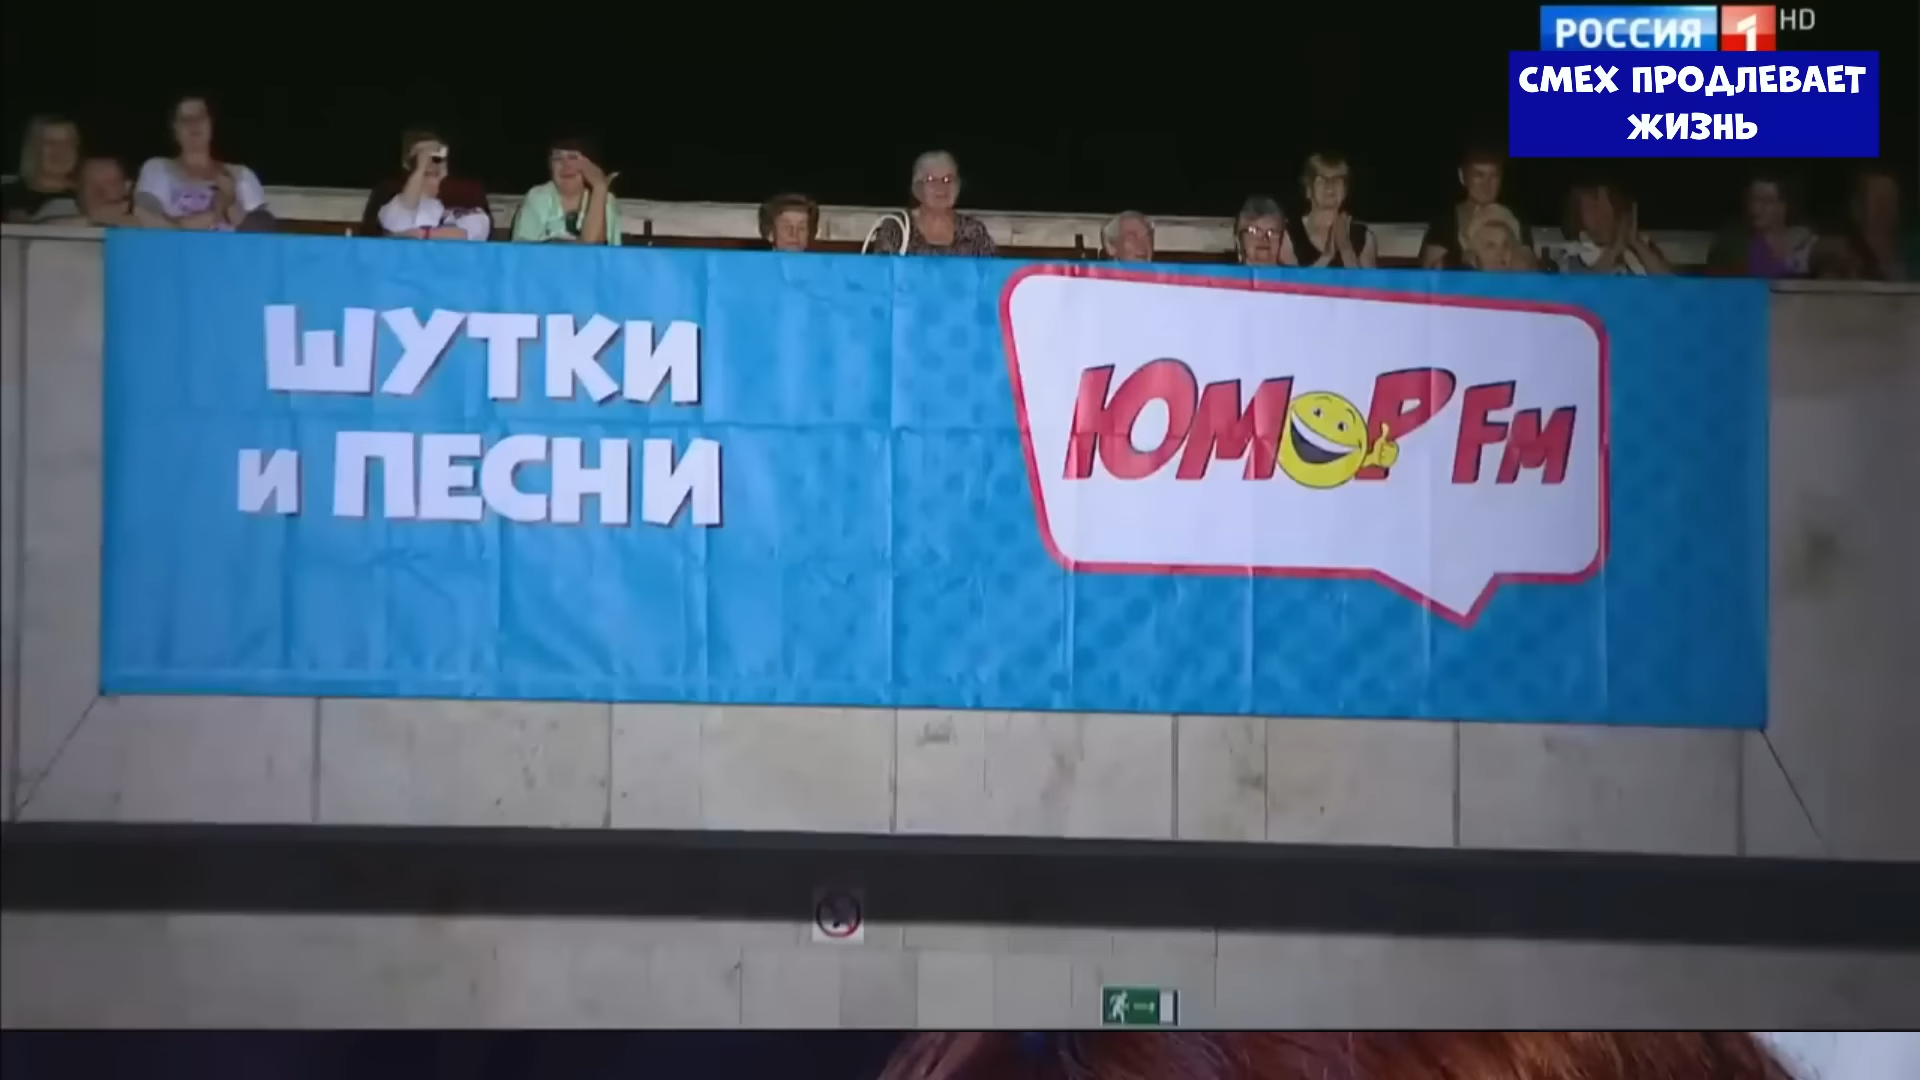 РОССИЯ 1 HD
СМЕХ ПРОДЛЕВАЕТ
ЖИЗНЬ
ШУТКИ
и ПЕСНИ
ЮМОР FM